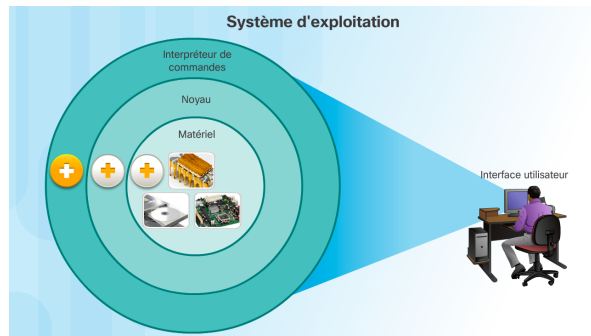 Système d'exploitation
Interpréteur de
commandes
Noyau
Matériel
Interface utilisateur